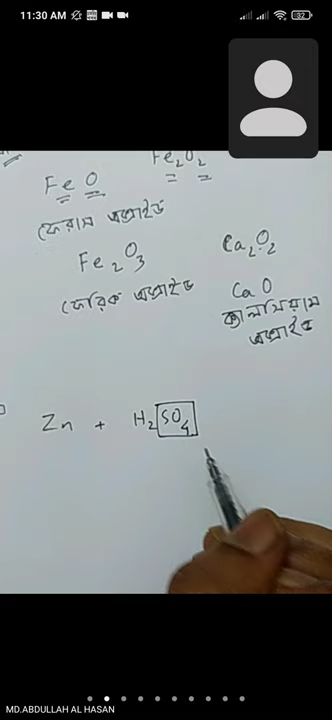 11:30 AM
32
Fe₂O₂
FeO
ফেরাস অক্সাইড
Fe₂O₃
Ca₂O₂
ফেরিক অক্সাইড
CaO
ক্যালসিয়াম
অক্সাইড
Zn + H₂SO₄
MD.ABDULLAH AL HASAN